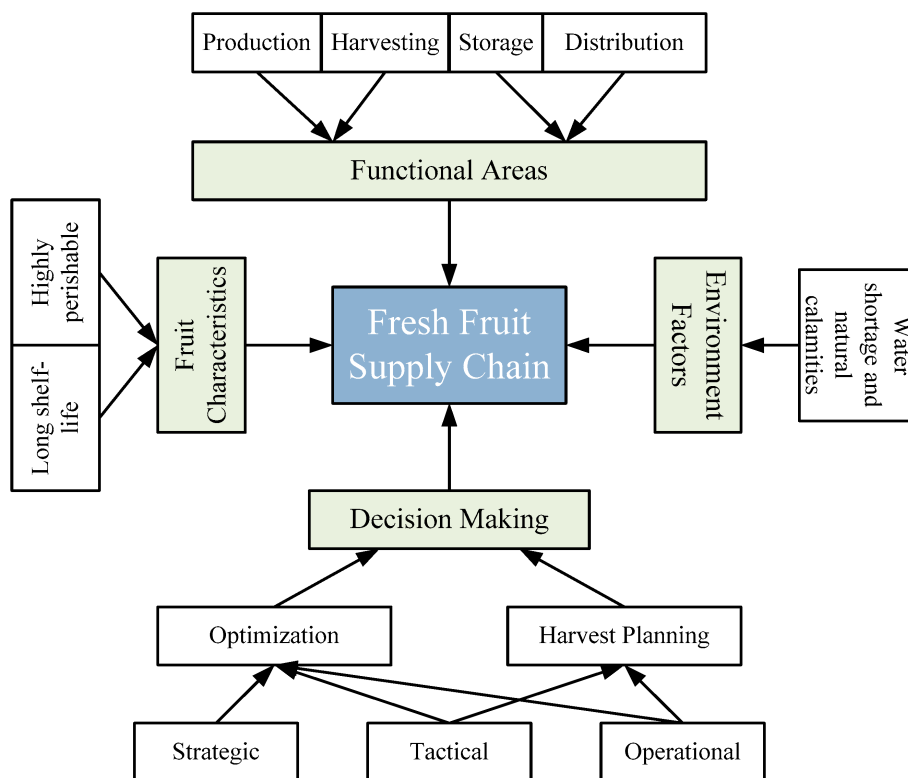 Production Harvesting Storage Distribution
Functional Areas
Highly
perishable
Long shelf-
life
Fruit
Characteristics
Fresh Fruit
Supply Chain
Environment
Factors
Water
shortage and
natural
calamities
Decision Making
Optimization
Harvest Planning
Strategic
Tactical
Operational